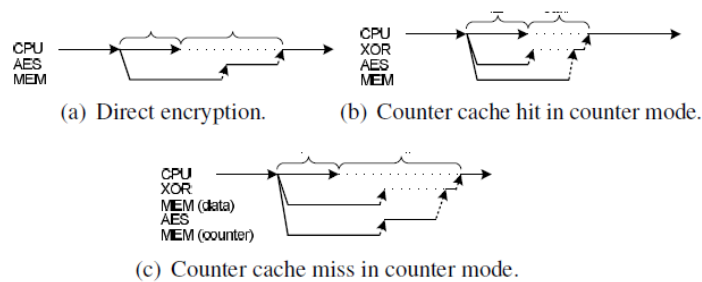 CPU
AES
MEM
(a) Direct encryption.
CPU
XOR
AES
MEM
(b) Counter cache hit in counter mode.
CPU
XOR
MEM (data)
AES
MEM (counter)
(c) Counter cache miss in counter mode.